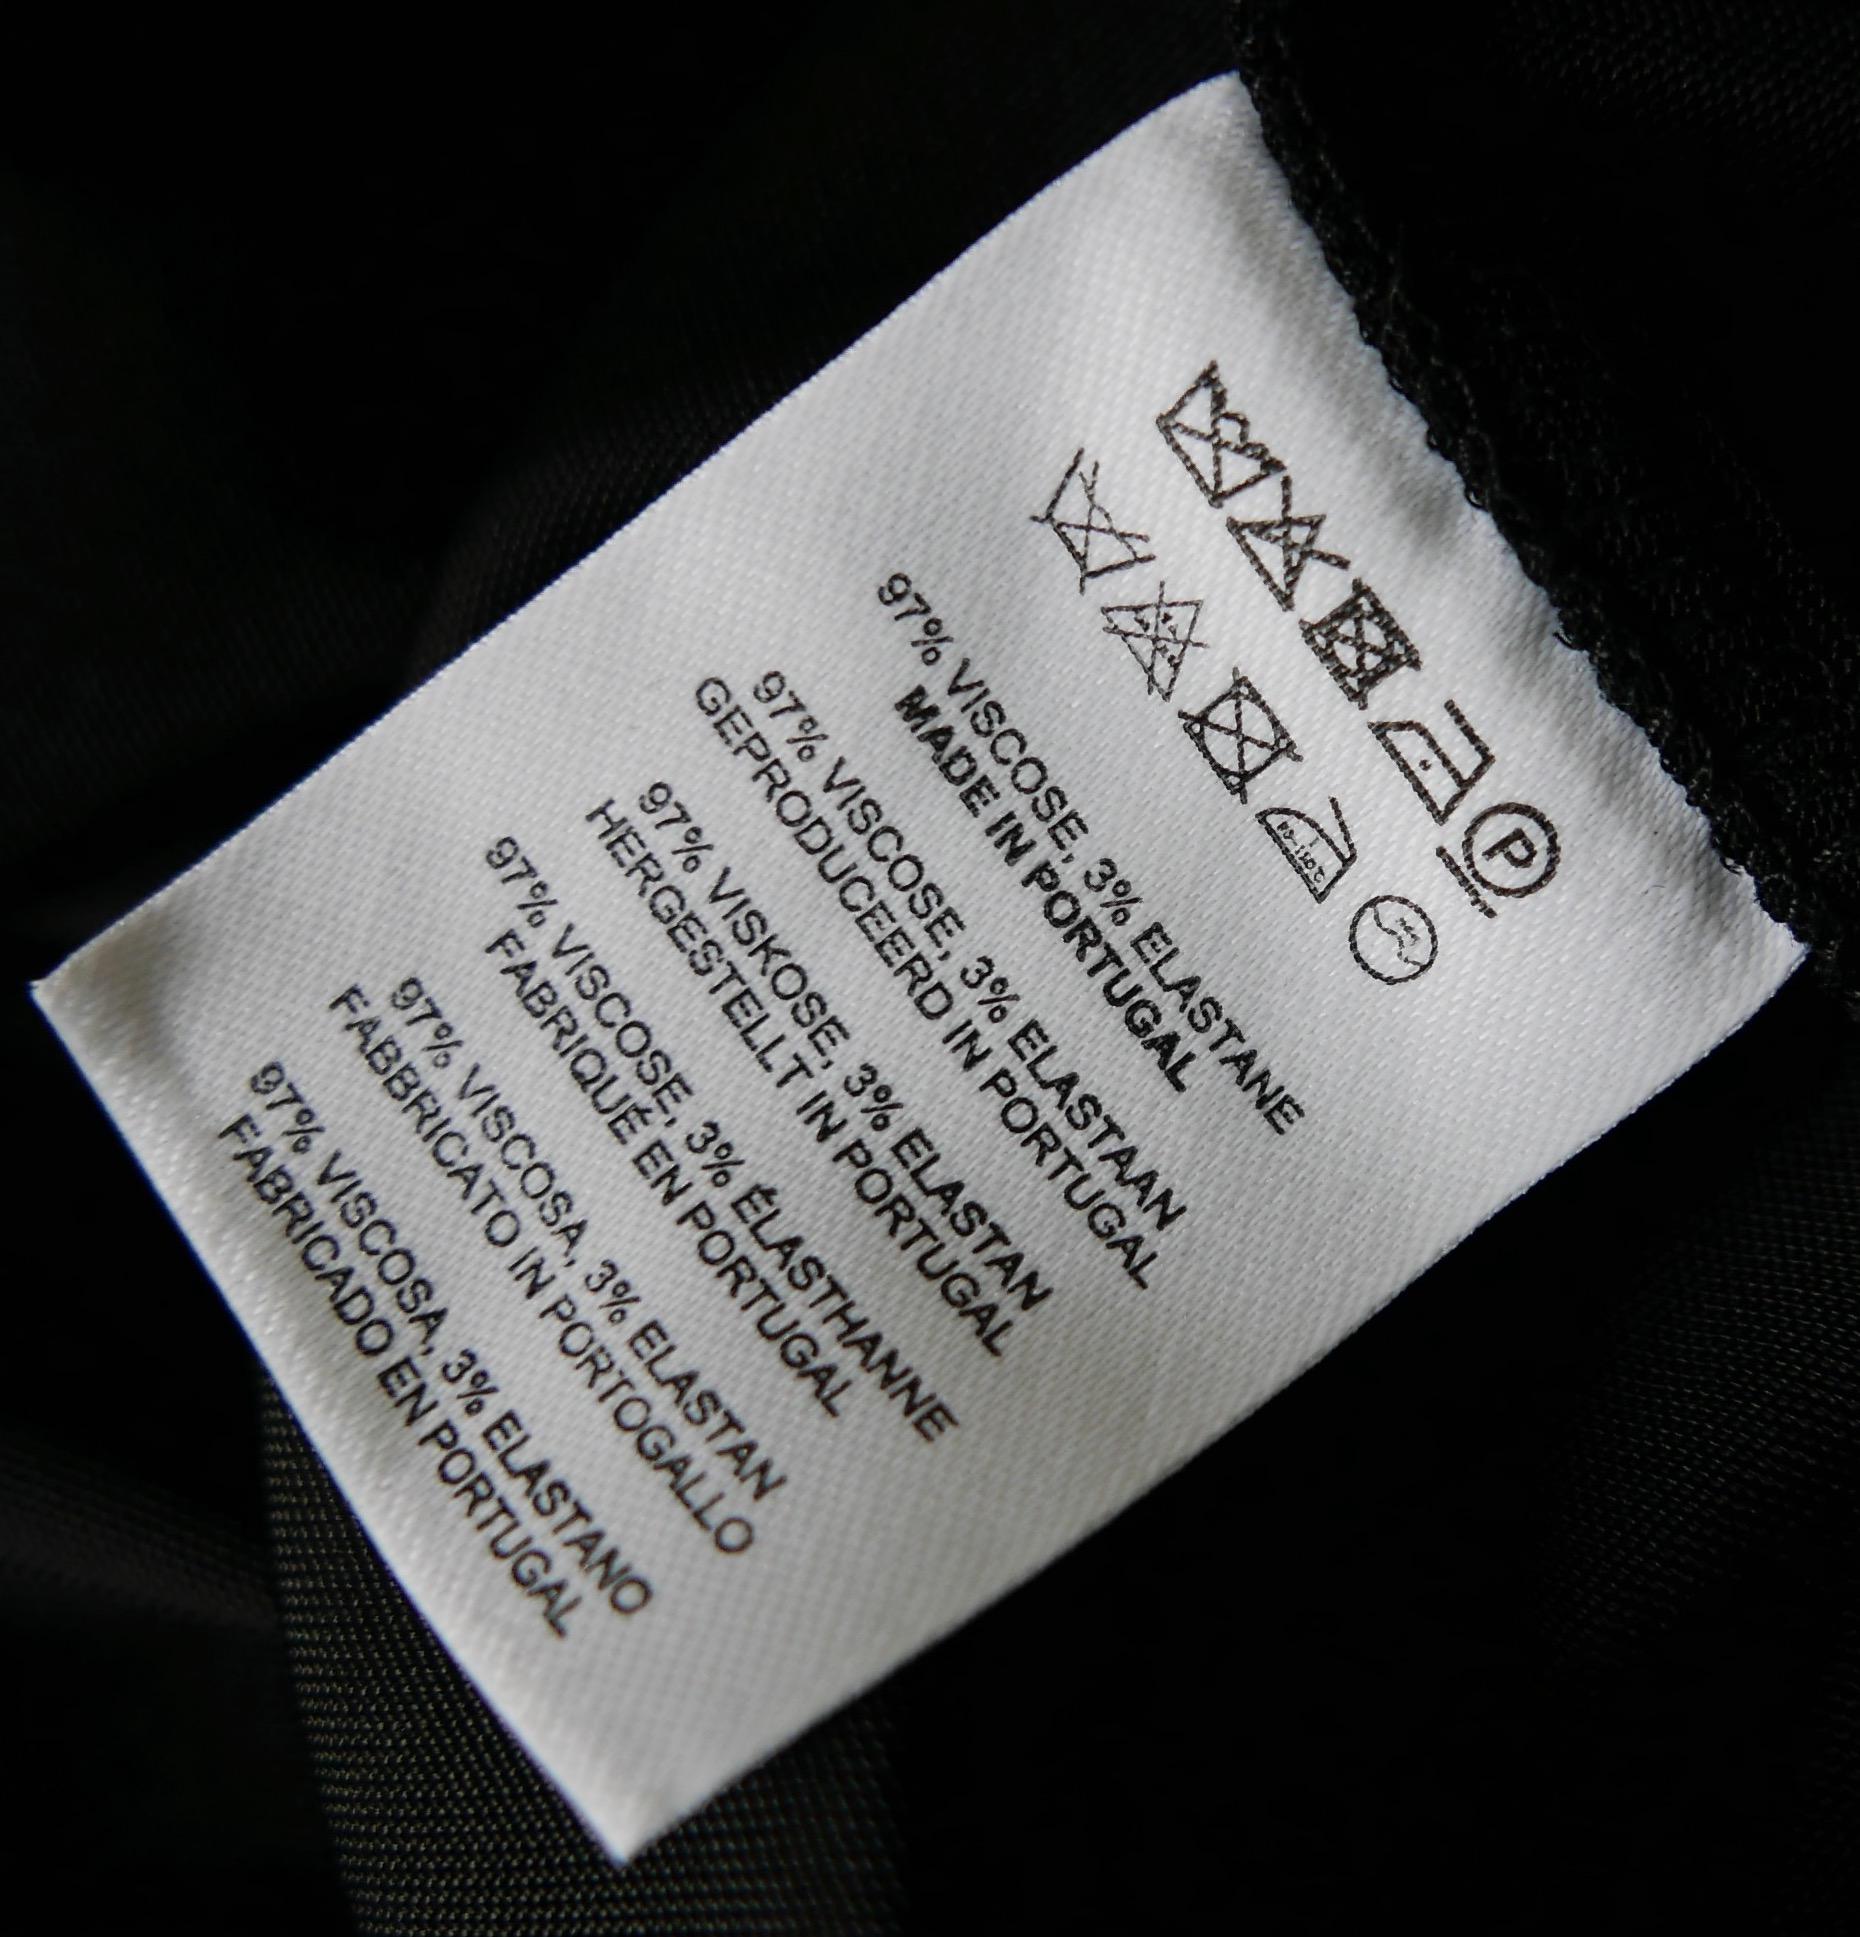 P
97% VISCOSE, 3% ELASTANE
MADE IN PORTUGAL
97% VISCOSE, 3% ELASTAAN
GEPRODUCEERD IN PORTUGAL
97% VISKOSE, 3% ELASTAN
HERGESTELLT IN PORTUGAL
97% VISCOSE, 3% ÉLASTHANNE
FABRIQUÉ EN PORTUGAL
97% VISCOSA, 3% ELASTAN
FABBRICATO IN PORTOGALLO
97% VISCOSA, 3% ELASTANO
FABRICADO EN PORTUGAL